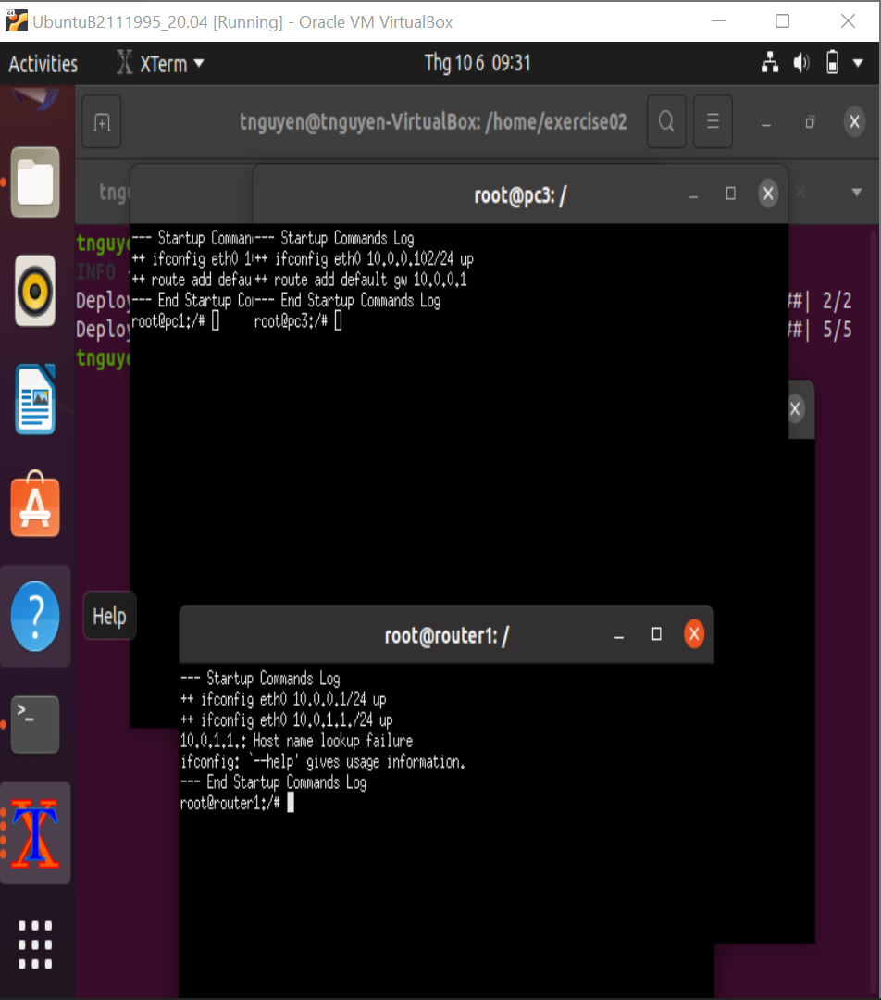 UbuntuB2111995_20.04 [Running] - Oracle VM VirtualBox
Activities
XTerm
Thg 10 6 09:31
tnguyen@tnguyen-VirtualBox: /home/exercise02
root@pc3: /
--- Startup Comman--- Startup Commands Log
++ ifconfig eth0 1++ ifconfig eth0 10.0.0.102/24 up
++ route add defau++ route add default gw 10.0.0.1
--- End Startup Co--- End Startup Commands Log
root@pc1:/# root@pc3:/#
INFO
##| 2/2
##| 5/5
Help
root@router1: /
--- Startup Commands Log
++ ifconfig eth0 10.0.0.1/24 up
++ ifconfig eth0 10.0.1.1./24 up
10.0.1.1.: Host name lookup failure
ifconfig: `--help' gives usage information.
--- End Startup Commands Log
root@router1:/#